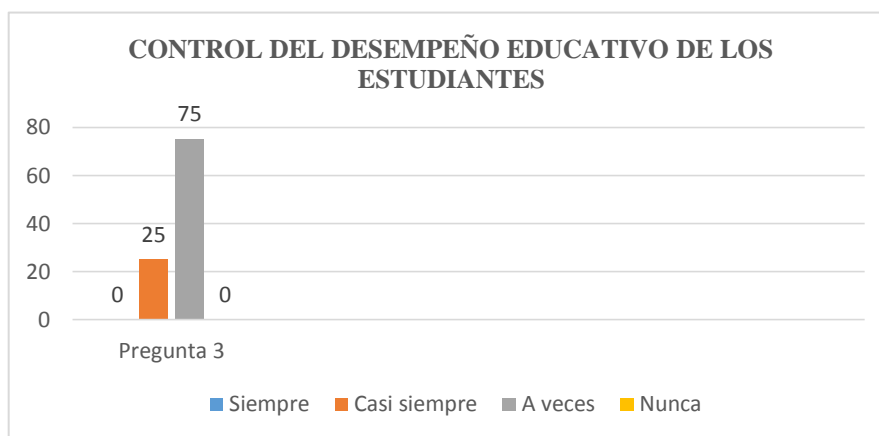 CONTROL DEL DESEMPEÑO EDUCATIVO DE LOS
ESTUDIANTES
75
80
60
40
25
20
0
0
0
Pregunta 3
Siempre
Casi siempre
A veces
Nunca